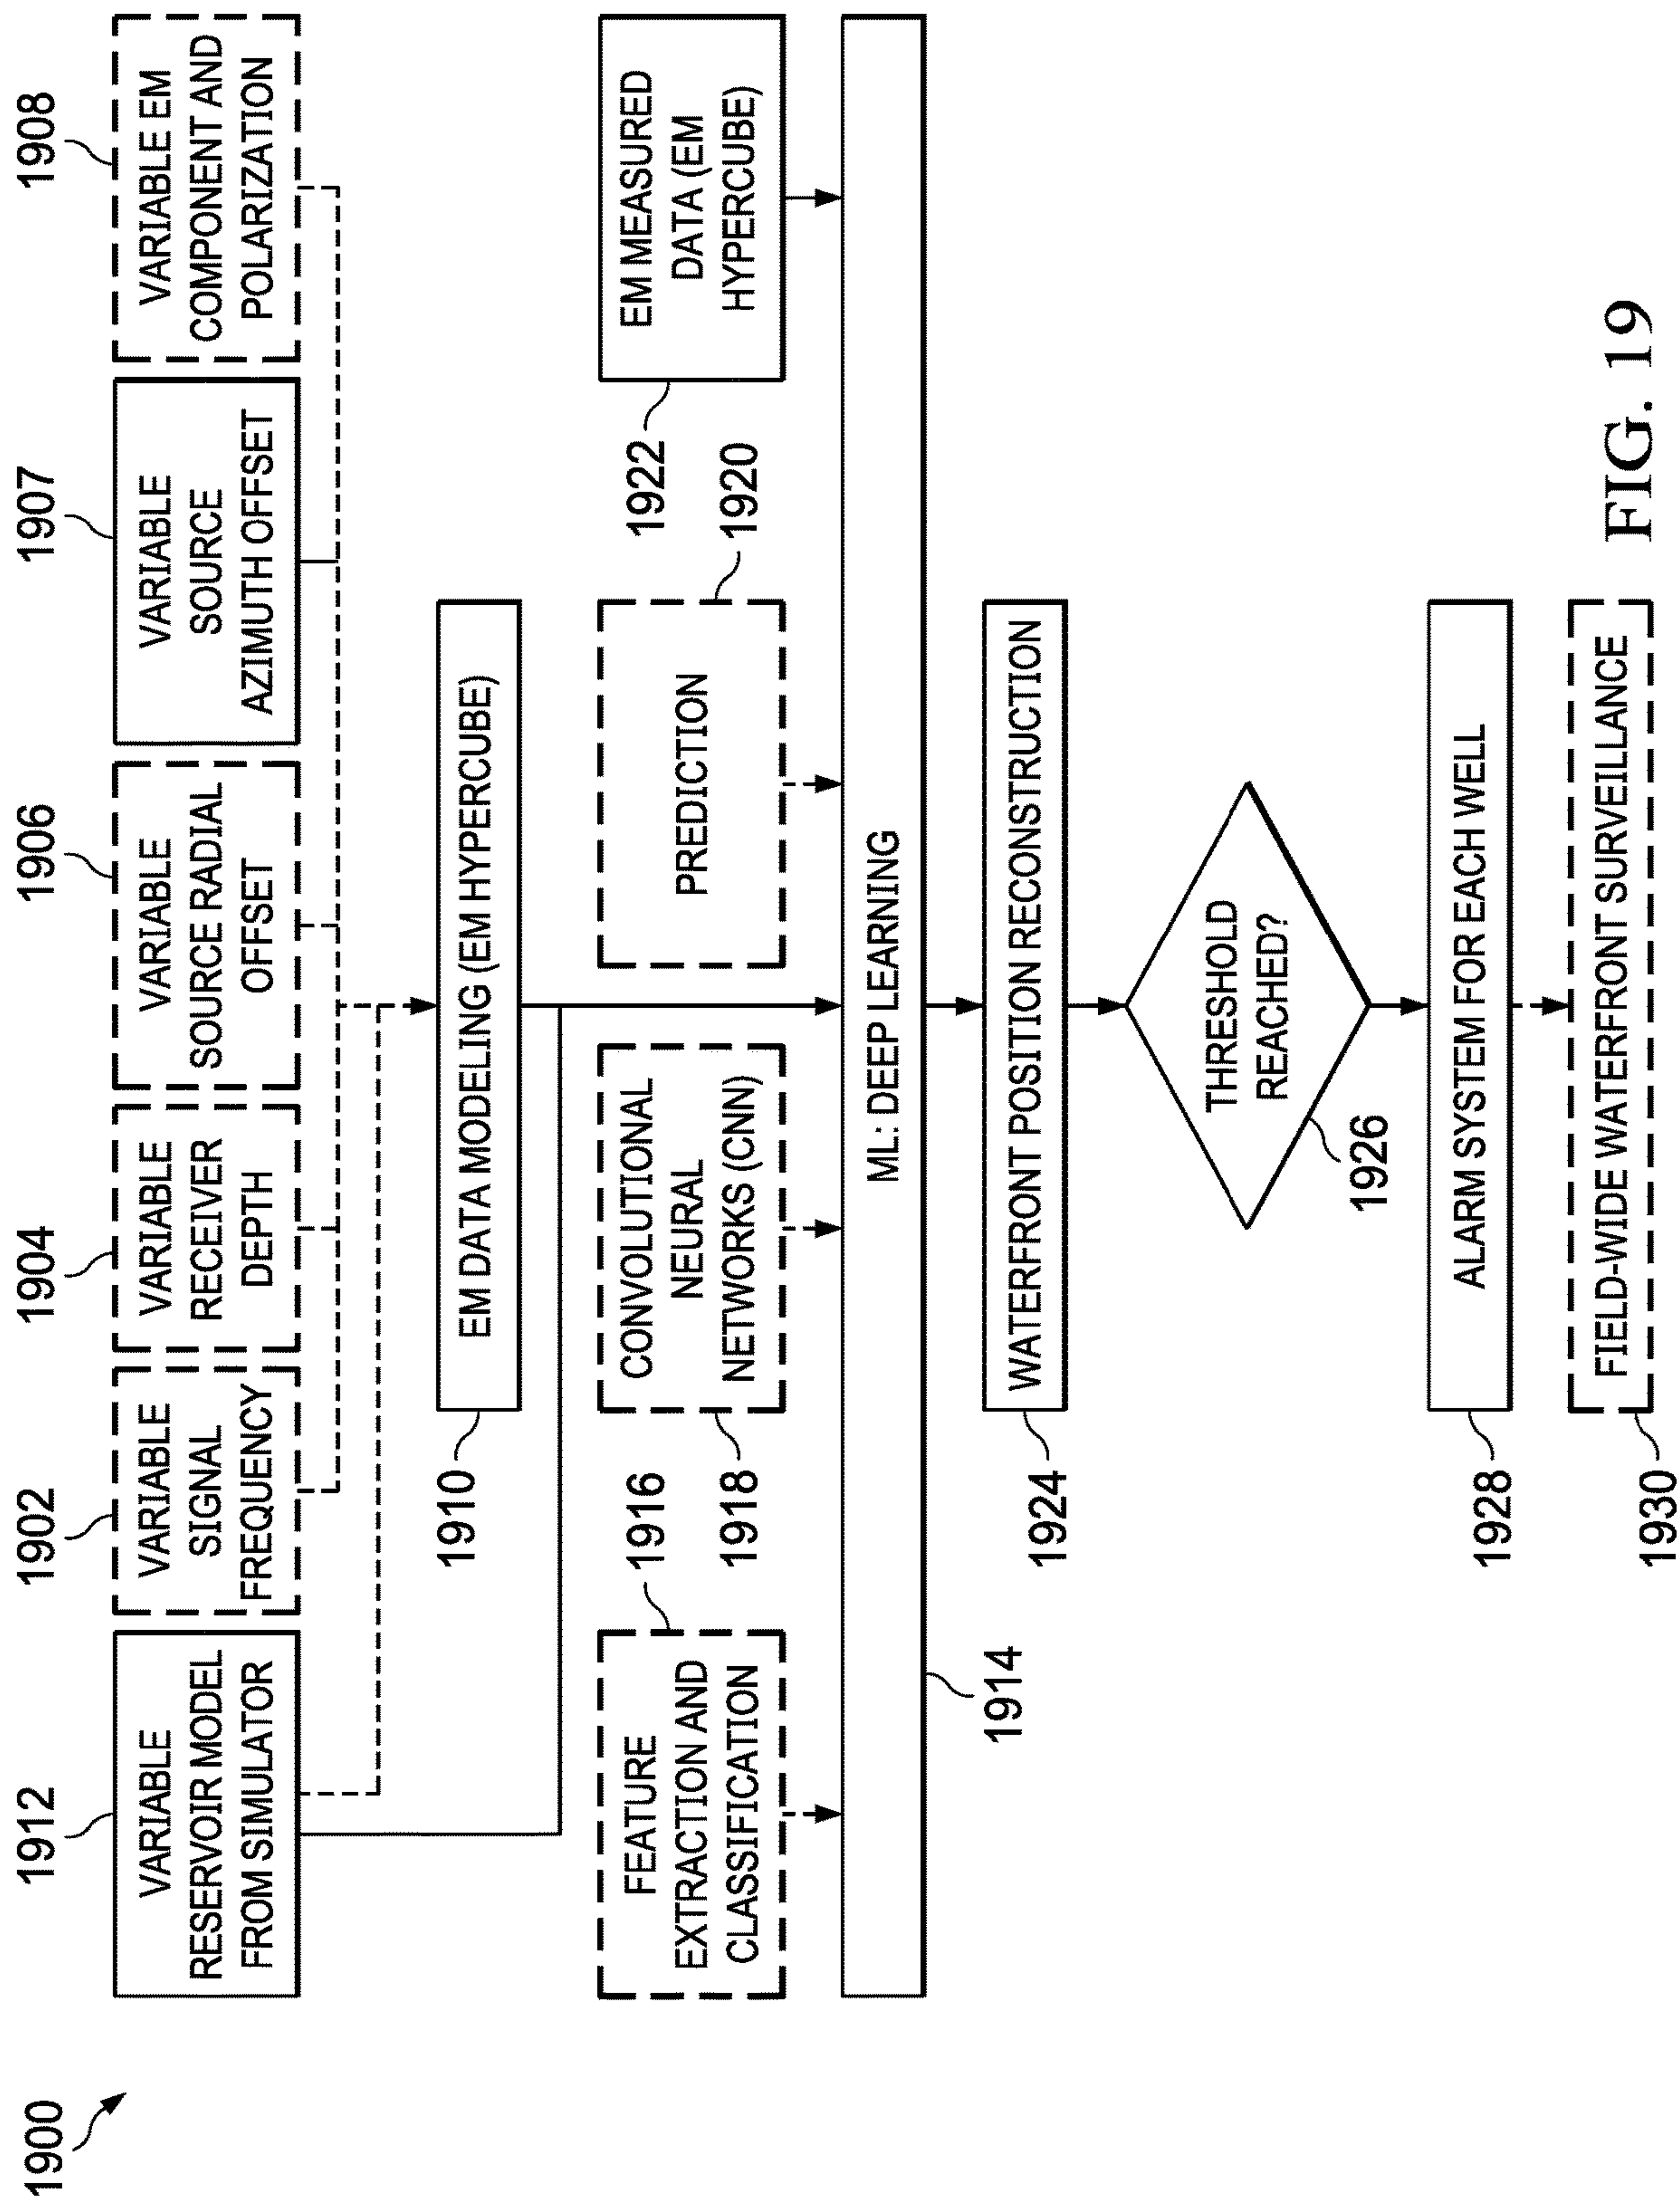 1900
1912
VARIABLE
RESERVOIR MODEL
FROM SIMULATOR
1902
VARIABLE
SIGNAL
FREQUENCY
1904
VARIABLE
RECEIVER
DEPTH
1906
VARIABLE
SOURCE RADIAL
OFFSET
1907
VARIABLE
SOURCE
AZIMUTH OFFSET
1908
VARIABLE EM
COMPONENT AND
POLARIZATION
1910
EM DATA MODELING (EM HYPERCUBE)
1916
FEATURE
EXTRACTION AND
CLASSIFICATION
1918
CONVOLUTIONAL
NEURAL
NETWORKS (CNN)
PREDICTION
1920
1922
EM MEASURED
DATA (EM
HYPERCUBE)
ML: DEEP LEARNING
1914
1924
WATERFRONT POSITION RECONSTRUCTION
THRESHOLD
REACHED?
1926
1928
ALARM SYSTEM FOR EACH WELL
1930
FIELD-WIDE WATERFRONT SURVEILLANCE
FIG. 19